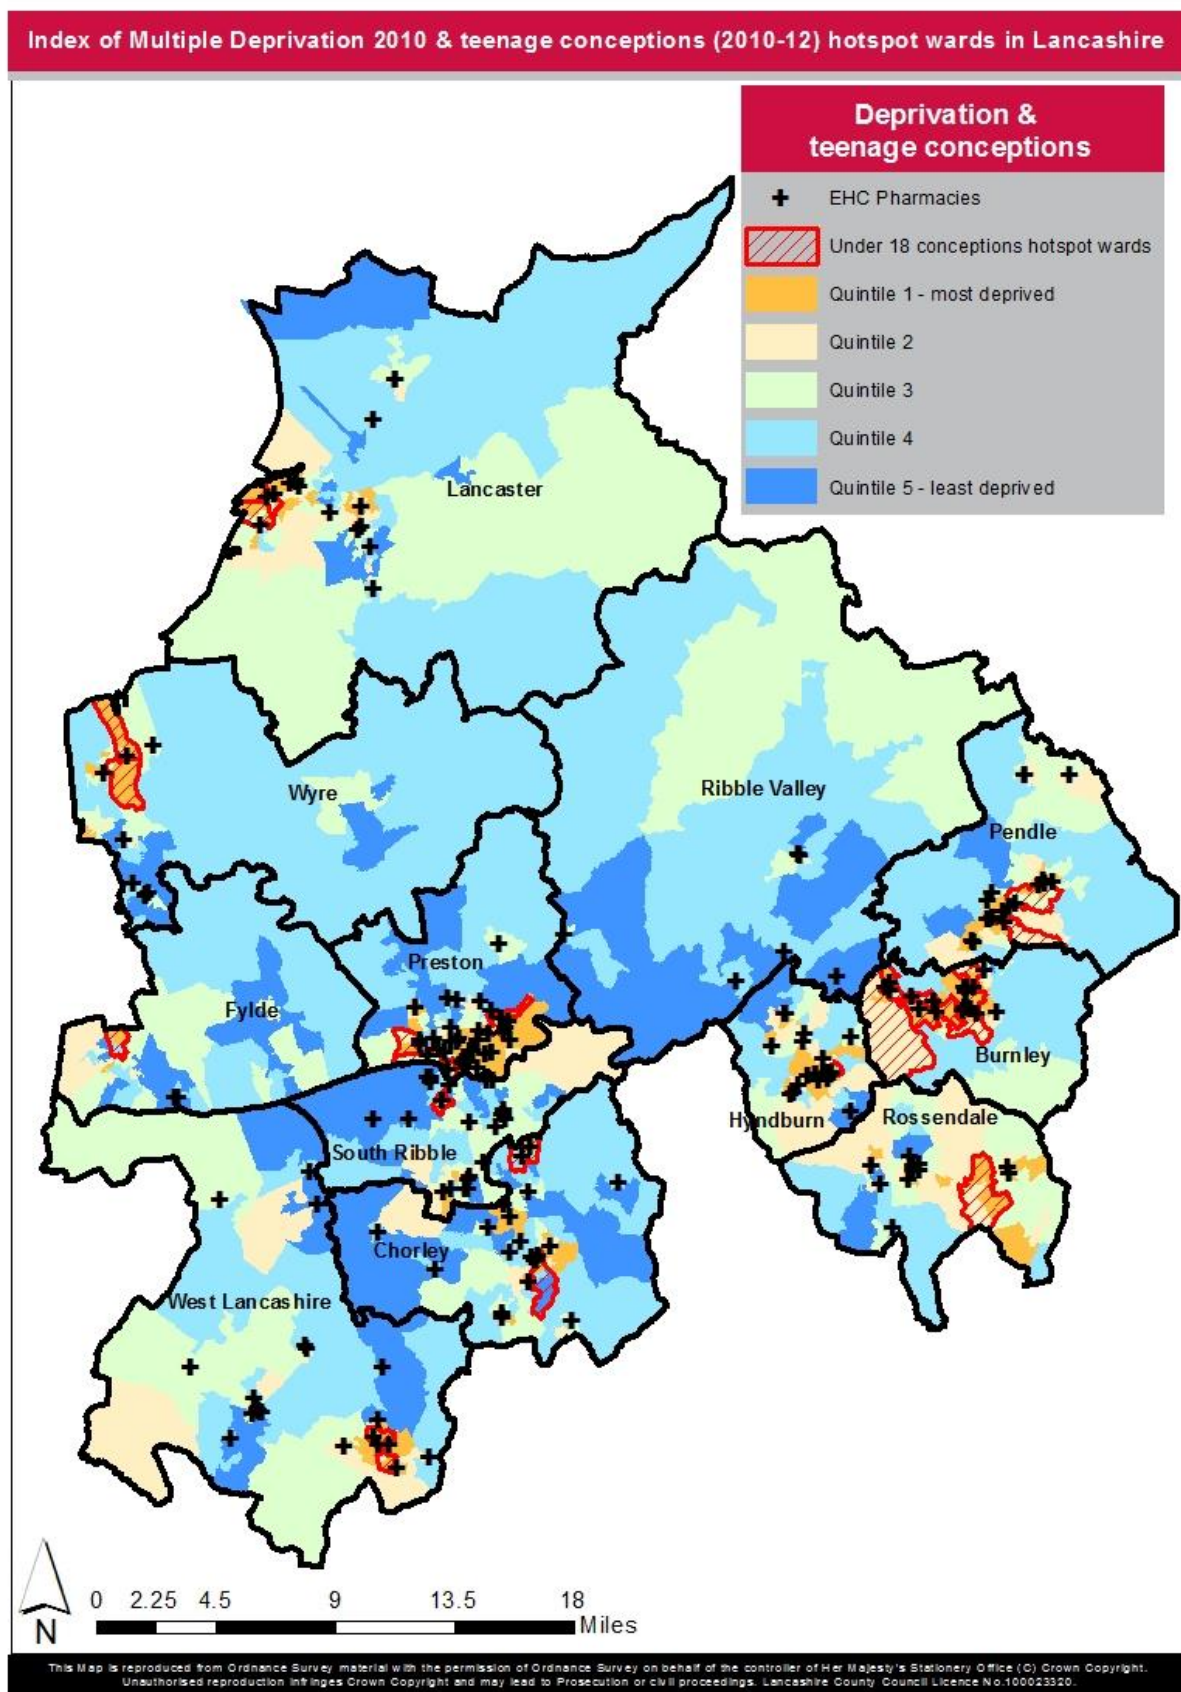 Index of Multiple Deprivation 2010 & teenage conceptions (2010-12) hotspot wards in Lancashire
Deprivation &
teenage conceptions
EHC Pharmacies
Under 18 conceptions hotspot wards
Quintile 1 - most deprived
Quintile 2
Quintile 3
Quintile 4
Quintile 5 - least deprived
Lancaster
Wyre
Ribble Valley
Pendle
Preston
Fylde
Burnley
Hyndburn
Rossendale
South Ribble
Chorley
West Lancashire
0 2.25 4.5 9 13.5 18
Miles
N
This Map is reproduced from Ordnance Survey material with the permission of Ordnance Survey on behalf of the controller of Her Majesty's Stationery Office (C) Crown Copyright.
Unauthorised reproduction infringes Crown Copyright and may lead to Prosecution or civil proceedings. Lancashire County Council Licence No.100023320.